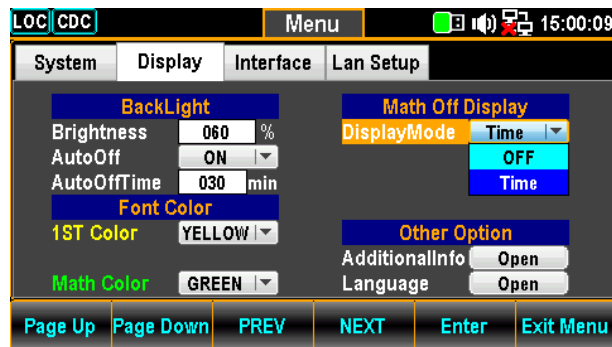 LOC CDC Menu 15:00:09
System Display Interface Lan Setup
BackLight
Brightness 060 %
AutoOff ON
AutoOffTime 030 min
Font Color
1ST Color YELLOW
Math Color GREEN
Math Off Display
DisplayMode Time
OFF
Time
Other Option
AdditionalInfo Open
Language Open
Page Up Page Down PREV NEXT Enter Exit Menu